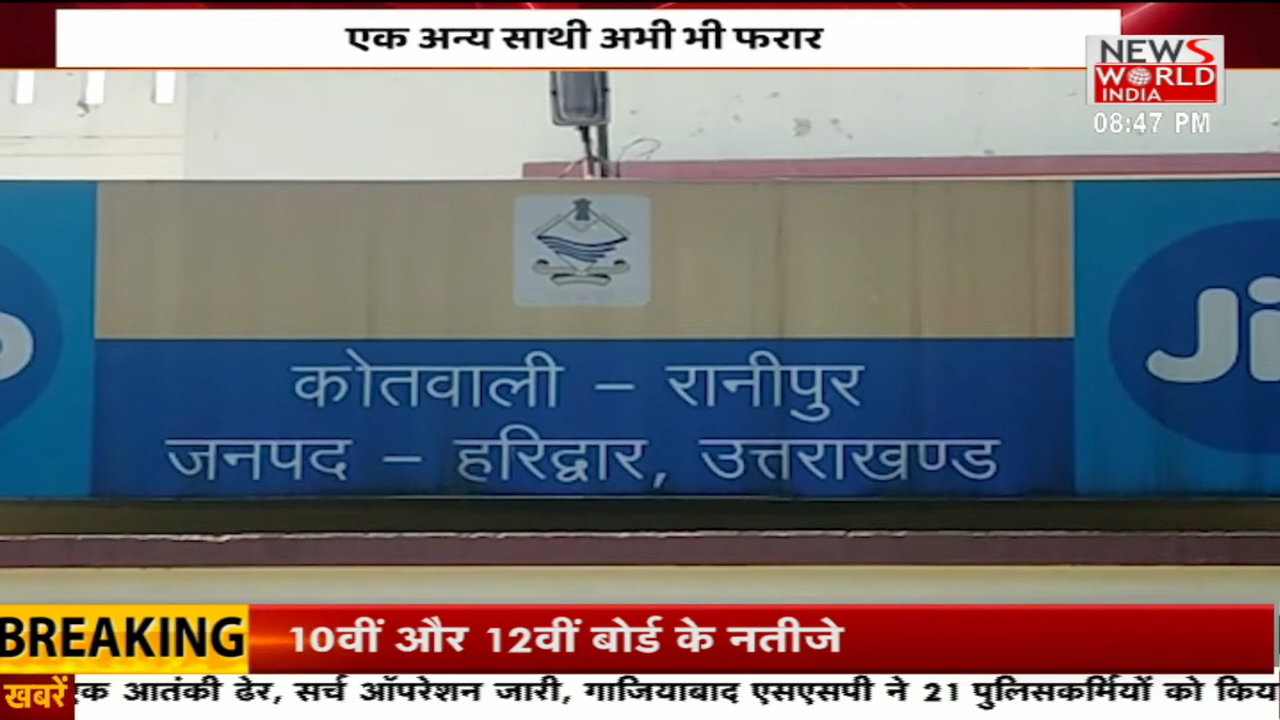 एक अन्य साथी अभी भी फरार
NEWS
WORLD
INDIA
08:47 PM
कोतवाली – रानीपुर
जनपद – हरिद्वार, उत्तराखण्ड
Ji
BREAKING
10वीं और 12वीं बोर्ड के नतीजे
खबरें
एक आतंकी ढेर, सर्च ऑपरेशन जारी, गाजियाबाद एसएसपी ने 21 पुलिसकर्मियों को किय